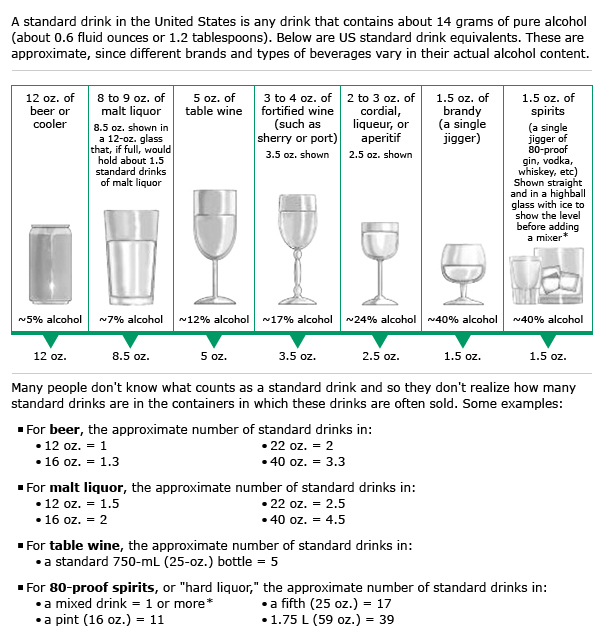 A standard drink in the United States is any drink that contains about 14 grams of pure alcohol
(about 0.6 fluid ounces or 1.2 tablespoons). Below are US standard drink equivalents. These are
approximate, since different brands and types of beverages vary in their actual alcohol content.
12 oz. of
beer or
cooler
8 to 9 oz. of
malt liquor
8.5 oz. shown in
a 12-oz. glass
that, if full, would
hold about 1.5
standard drinks
of malt liquor
5 oz. of
table wine
3 to 4 oz. of
fortified wine
(such as
sherry or port)
3.5 oz. shown
2 to 3 oz. of
cordial,
liqueur, or
aperitif
2.5 oz. shown
1.5 oz. of
brandy
(a single
jigger)
1.5 oz. of
spirits
(a single
jigger of
80-proof
gin, vodka,
whiskey, etc)
Shown straight
and in a highball
glass with ice to
show the level
before adding
a mixer*
~5% alcohol
~7% alcohol
~12% alcohol
~17% alcohol
~24% alcohol
~40% alcohol
~40% alcohol
12 oz.
8.5 oz.
5 oz.
3.5 oz.
2.5 oz.
1.5 oz.
1.5 oz.
Many people don't know what counts as a standard drink and so they don't realize how many
standard drinks are in the containers in which these drinks are often sold. Some examples:
▪ For beer, the approximate number of standard drinks in:
• 12 oz. = 1
• 16 oz. = 1.3
• 22 oz. = 2
• 40 oz. = 3.3
▪ For malt liquor, the approximate number of standard drinks in:
• 12 oz. = 1.5
• 16 oz. = 2
• 22 oz. = 2.5
• 40 oz. = 4.5
▪ For table wine, the approximate number of standard drinks in:
• a standard 750-mL (25-oz.) bottle = 5
▪ For 80-proof spirits, or "hard liquor," the approximate number of standard drinks in:
• a mixed drink = 1 or more*
• a pint (16 oz.) = 11
• a fifth (25 oz.) = 17
• 1.75 L (59 oz.) = 39